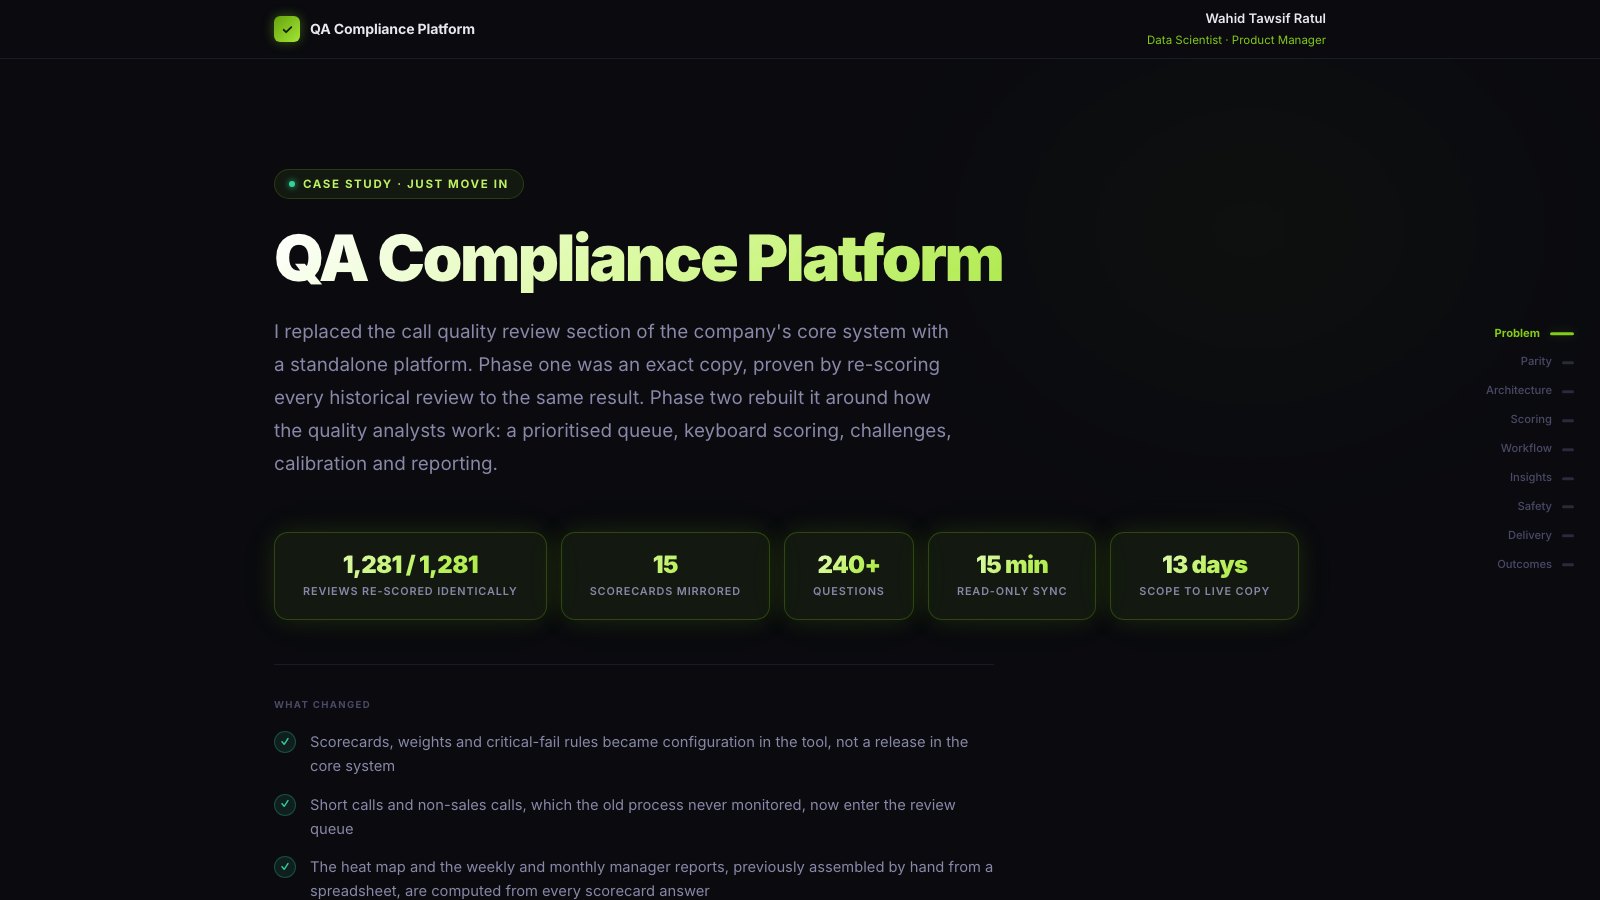 QA Compliance Platform
Wahid Tawsif Ratul
Data Scientist · Product Manager
CASE STUDY · JUST MOVE IN
QA Compliance Platform
I replaced the call quality review section of the company's core system with
a standalone platform. Phase one was an exact copy, proven by re-scoring
every historical review to the same result. Phase two rebuilt it around how
the quality analysts work: a prioritised queue, keyboard scoring, challenges,
calibration and reporting.
1,281 / 1,281
REVIEWS RE-SCORED IDENTICALLY
15
SCORECARDS MIRRORED
240+
QUESTIONS
15 min
READ-ONLY SYNC
13 days
SCOPE TO LIVE COPY
Problem
Parity
Architecture
Scoring
Workflow
Insights
Safety
Delivery
Outcomes
WHAT CHANGED
Scorecards, weights and critical-fail rules became configuration in the tool, not a release in the
core system
Short calls and non-sales calls, which the old process never monitored, now enter the review
queue
The heat map and the weekly and monthly manager reports, previously assembled by hand from a
spreadsheet, are computed from every scorecard answer